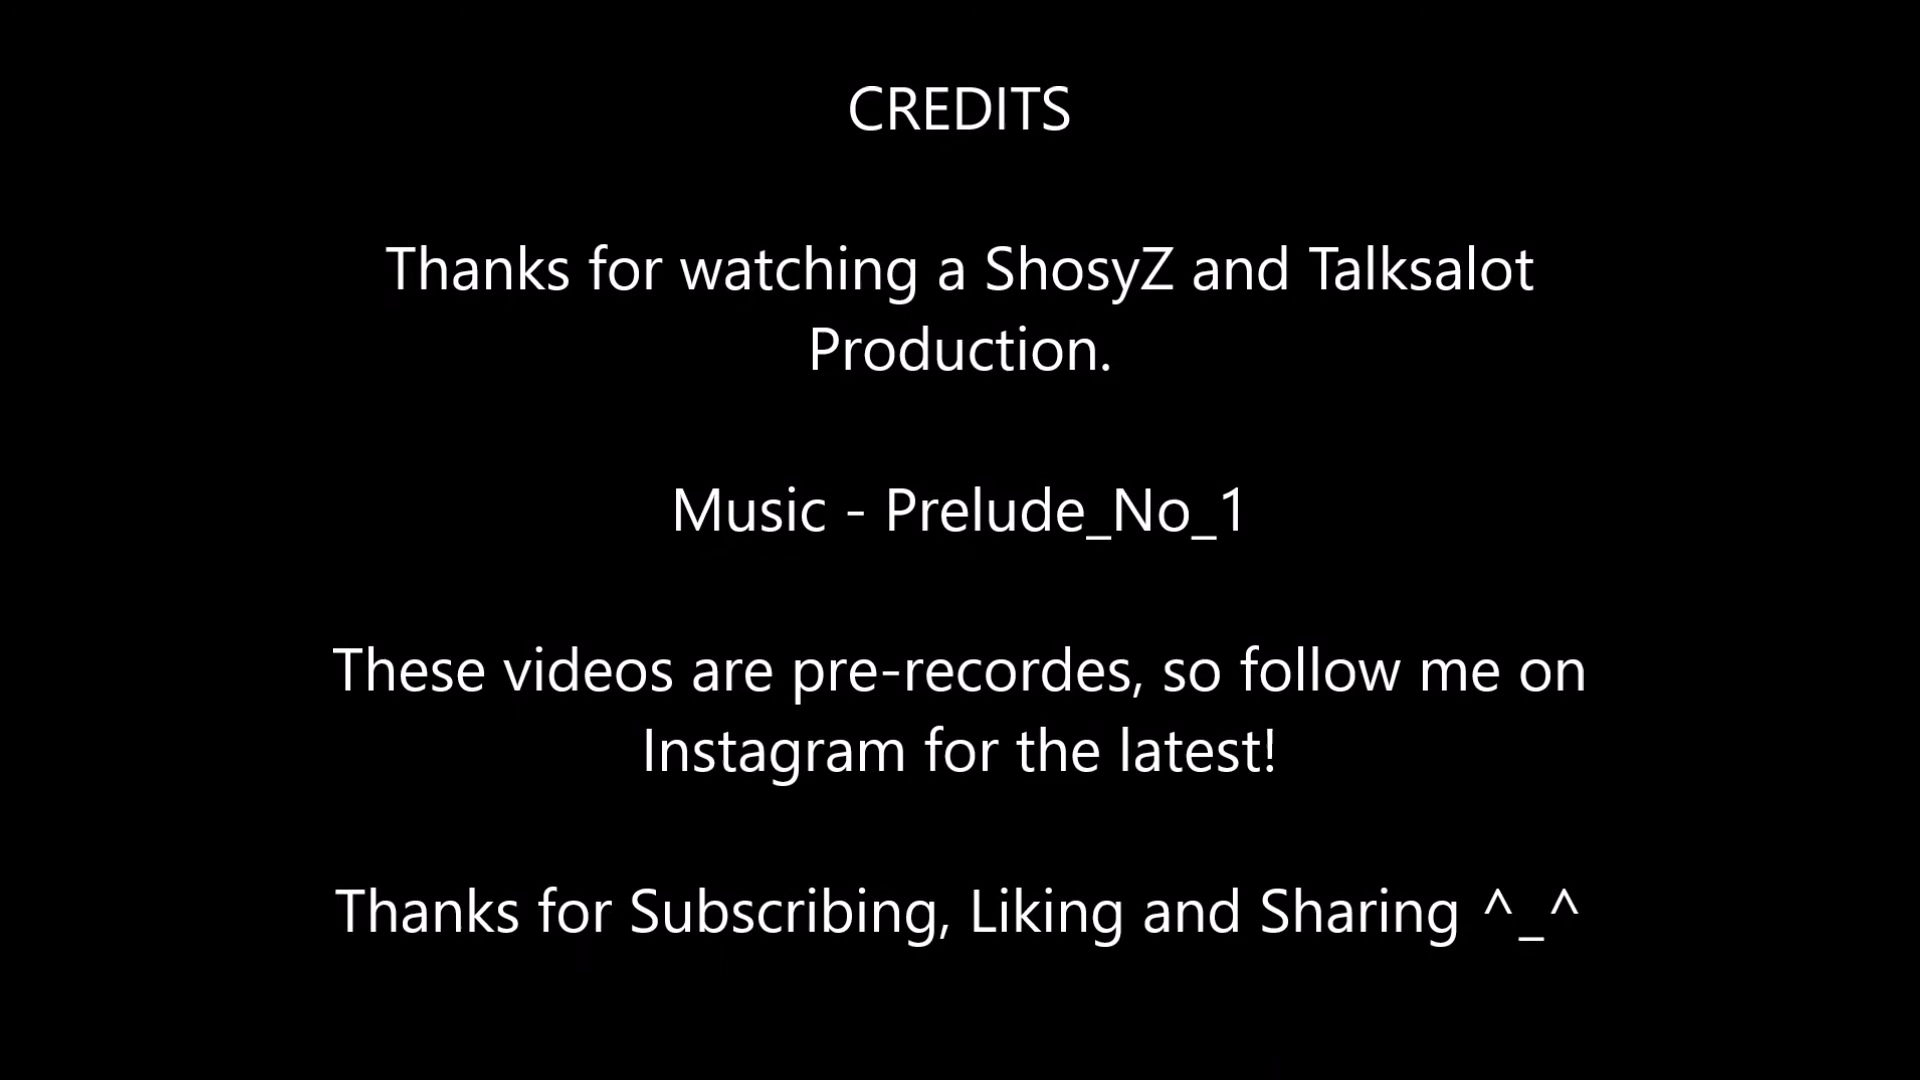 CREDITS
Thanks for watching a ShosyZ and Talksalot
Production.
Music - Prelude_No_1
These videos are pre-recordes, so follow me on
Instagram for the latest!
Thanks for Subscribing, Liking and Sharing ^_^